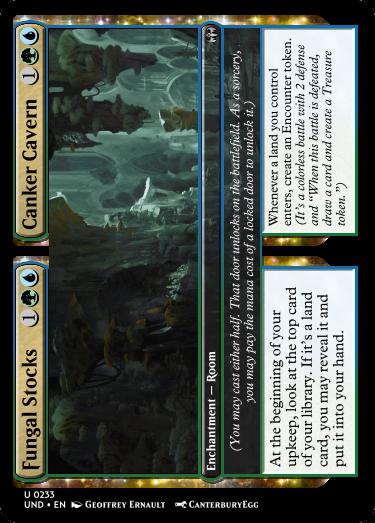 Fungal Stocks 1
Canker Cavern 1
Enchantment — Room
(You may cast either half. That door unlocks on the battlefield. As a sorcery,
you may pay the mana cost of a locked door to unlock it.)
At the beginning of your
upkeep, look at the top card
of your library. If it's a land
card, you may reveal it and
put it into your hand.
Whenever a land you control
enters, create an Encounter token.
(It's a colorless battle with 2 defense
and "When this battle is defeated,
draw a card and create a Treasure
token.")
U 0233
UND • EN Geoffrey Ernault CanterburyEgg